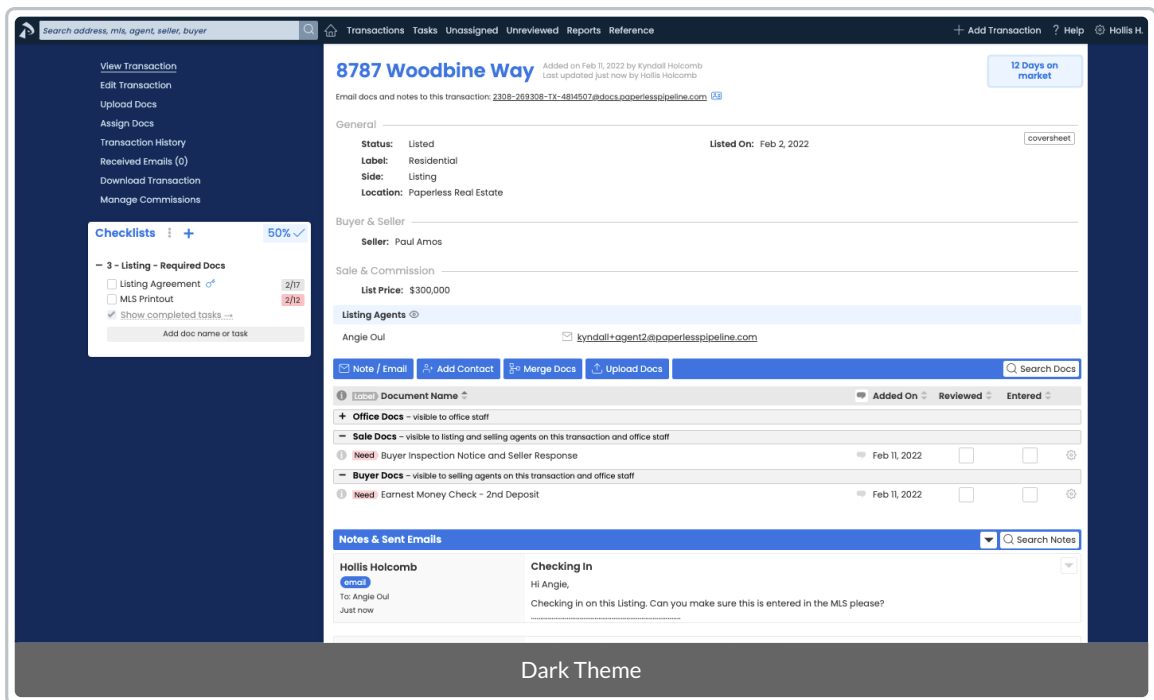 Search address, mls, agent, seller, buyer
Transactions Tasks Unassigned Unreviewed Reports Reference
Add Transaction ? Help Hollis H.
View Transaction
Edit Transaction
Upload Docs
Assign Docs
Transaction History
Received Emails (0)
Download Transaction
Manage Commissions
Checklists 50%
3 - Listing - Required Docs
Listing Agreement 2/17
MLS Printout 2/12
Show completed tasks →
Add doc name or task
8787 Woodbine Way
Added on Feb 11, 2022 by Kyndall Holcomb
Last updated just now by Hollis Holcomb
12 Days on
market
Email docs and notes to this transaction: 2308-269308-TX-4814507@docs.paperlesspipeline.com
General
coversheet
Status: Listed Listed On: Feb 2, 2022
Label: Residential
Side: Listing
Location: Paperless Real Estate
Buyer & Seller
Seller: Paul Amos
Sale & Commission
List Price: $300,000
Listing Agents
Angie Oul kyndall+agent2@paperlesspipeline.com
Note / Email Add Contact Merge Docs Upload Docs Search Docs
Label Document Name Added On Reviewed Entered
+ Office Docs - visible to office staff
− Sale Docs - visible to listing and selling agents on this transaction and office staff
Need Buyer Inspection Notice and Seller Response Feb 11, 2022
− Buyer Docs - visible to selling agents on this transaction and office staff
Need Earnest Money Check - 2nd Deposit Feb 11, 2022
Notes & Sent Emails Search Notes
Hollis Holcomb
email
To: Angie Oul
Just now
Checking In
Hi Angie,
Checking in on this Listing. Can you make sure this is entered in the MLS please?
Dark Theme